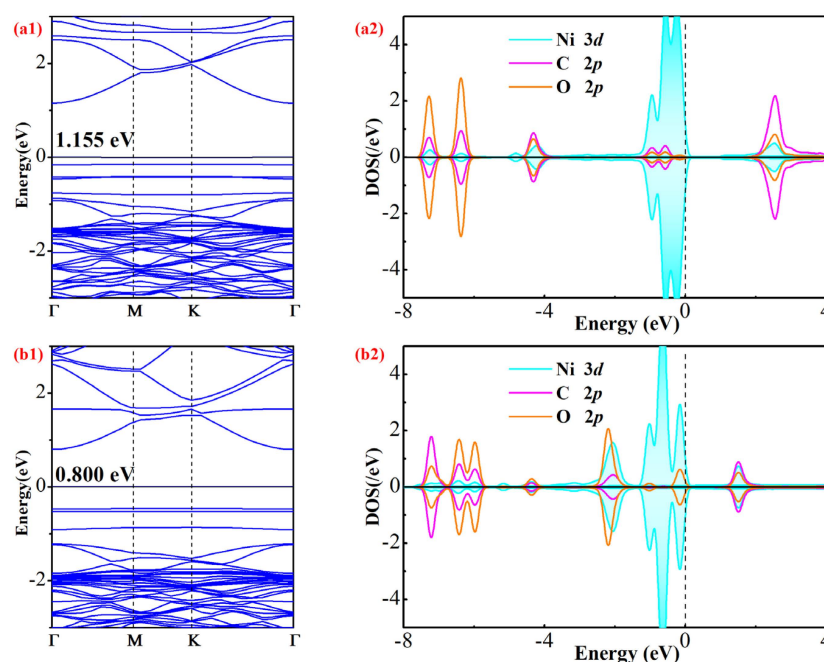 (a1)
Energy(eV)
2
0
-2
1.155 eV
Γ M K Γ
(a2)
DOS(/eV)
4
2
0
-2
-4
Ni 3d
C 2p
O 2p
-8 -4 0 4
Energy (eV)
(b1)
Energy(eV)
2
0
-2
0.800 eV
Γ M K Γ
(b2)
DOS(/eV)
4
2
0
-2
-4
Ni 3d
C 2p
O 2p
-8 -4 0 4
Energy (eV)